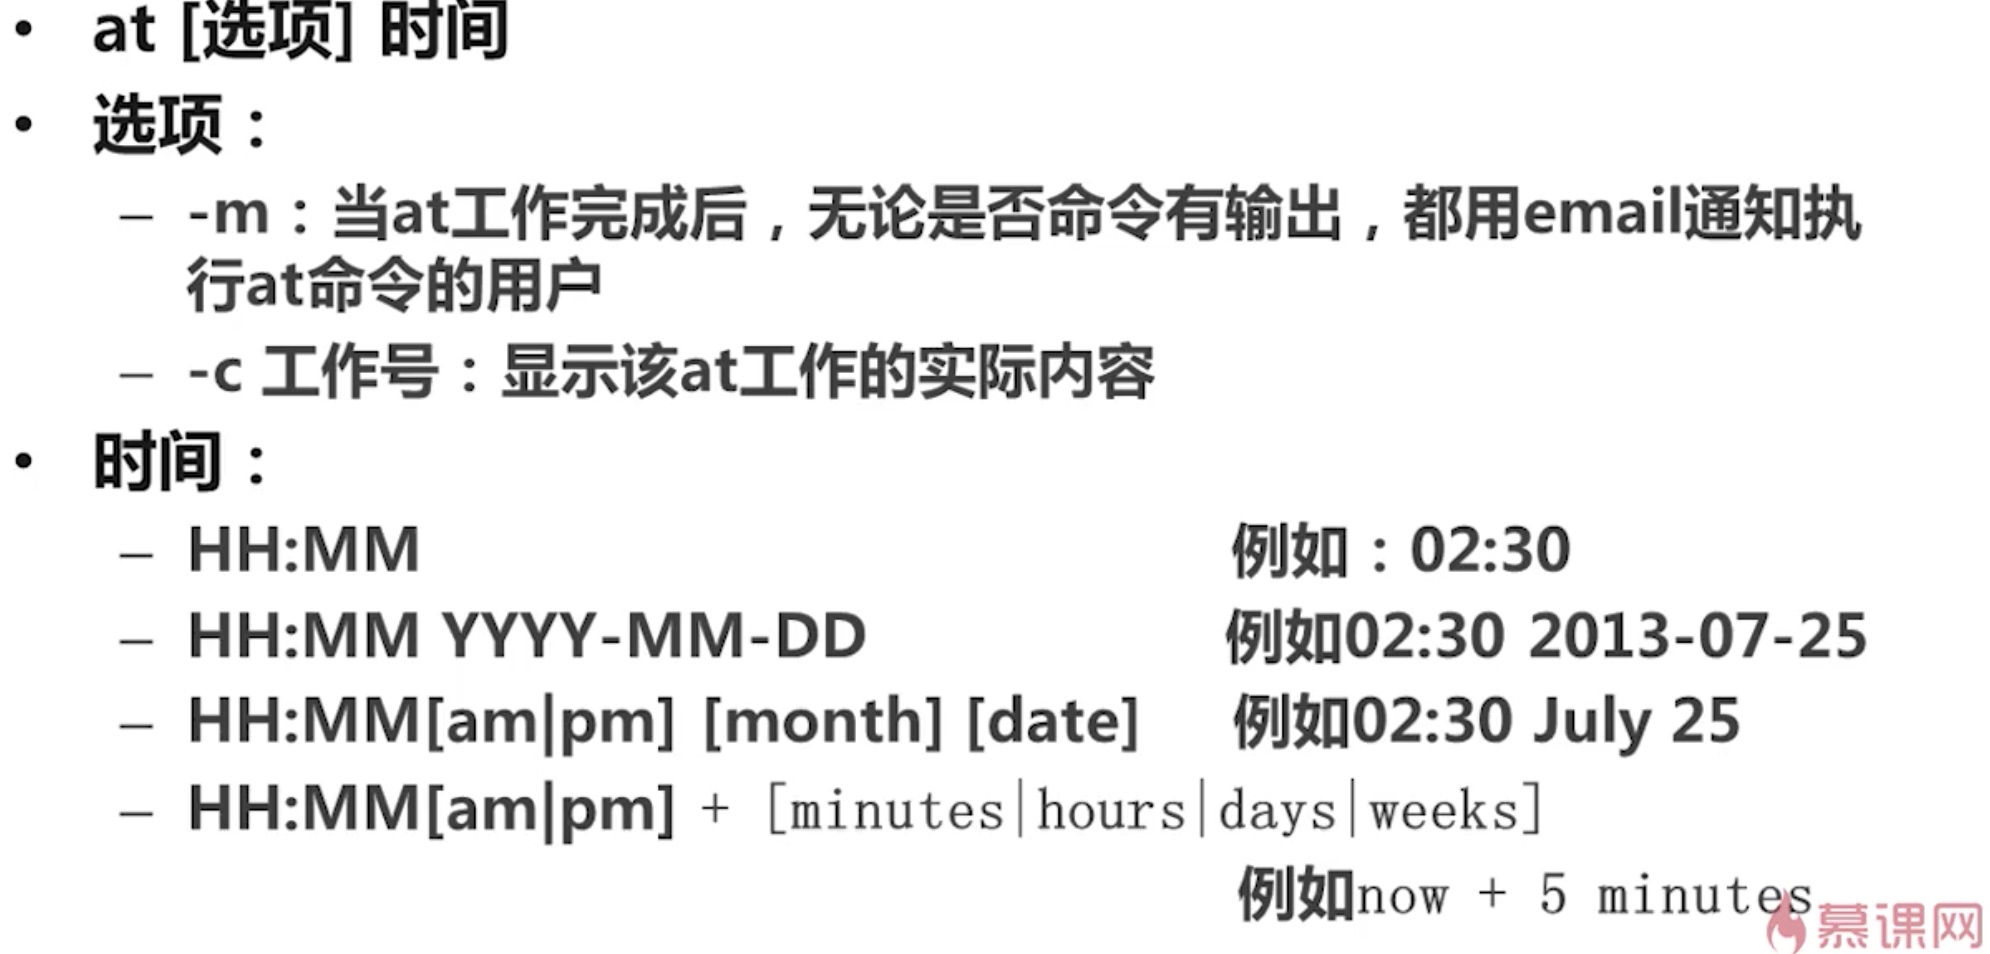 • at [选项] 时间
• 选项：
– -m：当at工作完成后，无论是否命令有输出，都用email通知执
行at命令的用户
– -c 工作号：显示该at工作的实际内容
• 时间：
– HH:MM 例如：02:30
– HH:MM YYYY-MM-DD 例如02:30 2013-07-25
– HH:MM[am|pm] [month] [date] 例如02:30 July 25
– HH:MM[am|pm] + [minutes|hours|days|weeks]
例如now + 5 minutes
慕课网